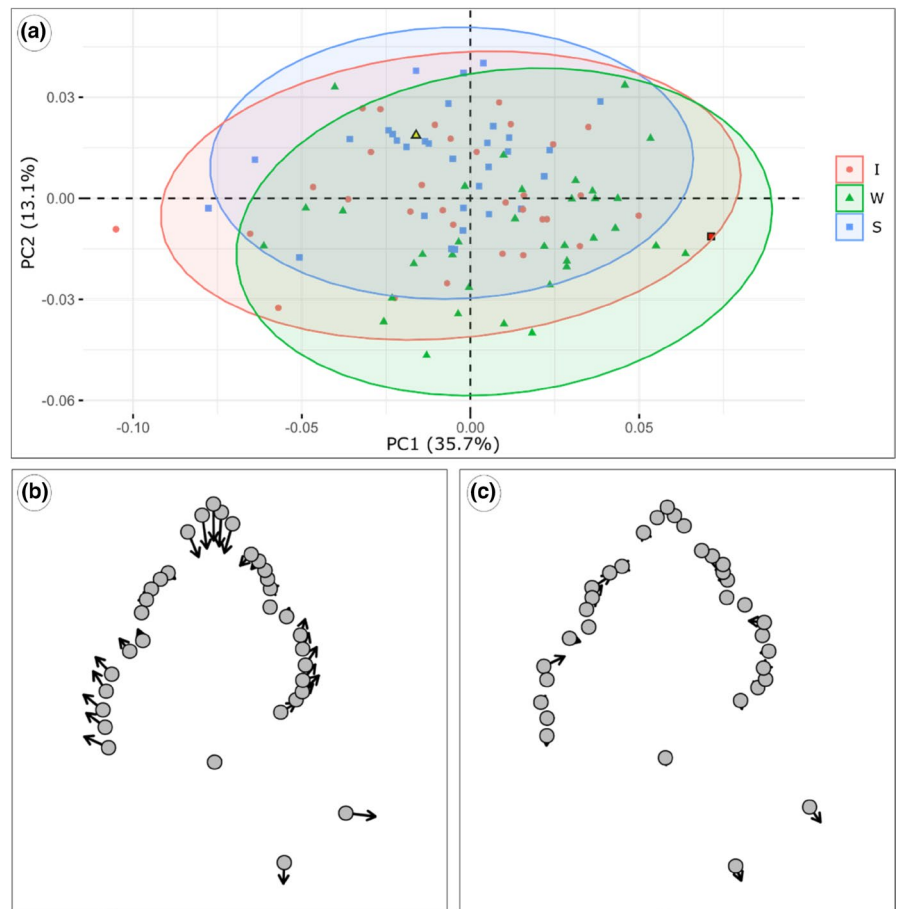 (a)
0.03
0.00
-0.03
-0.06
PC2 (13.1%)
-0.10
-0.05
0.00
0.05
PC1 (35.7%)
I
W
S
(b)
(c)